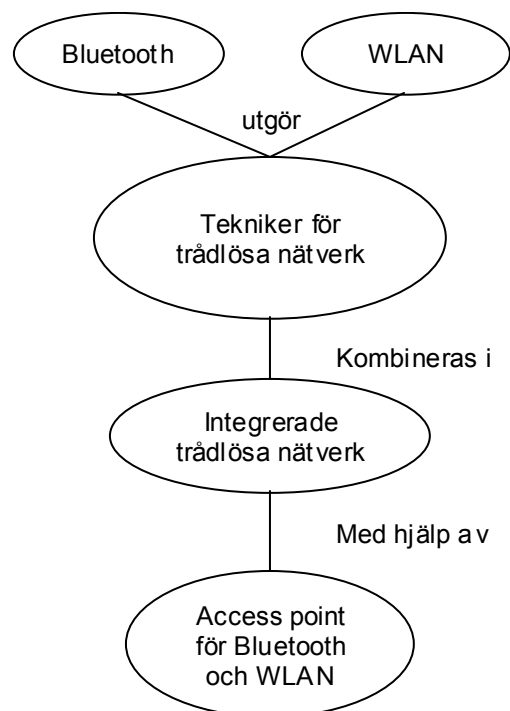 Bluetooth
WLAN
utgör
Tekniker för
trådlösa nätverk
Kombineras i
Integrerade
trådlösa nätverk
Med hjälp av
Access point
för Bluetooth
och WLAN